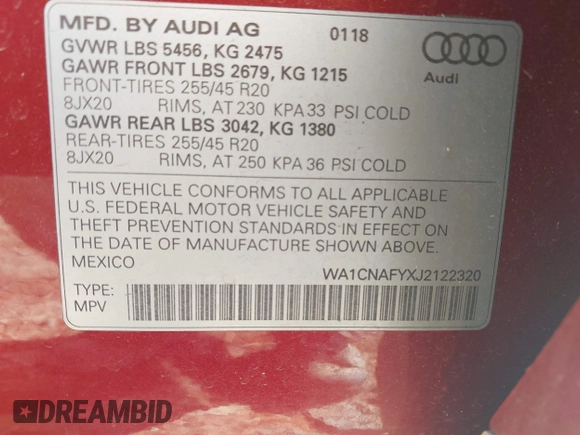 MFD. BY AUDI AG 0118
GVWR LBS 5456, KG 2475
GAWR FRONT LBS 2679, KG 1215
Audi
FRONT-TIRES 255/45 R20
8JX20 RIMS, AT 230 KPA 33 PSI COLD
GAWR REAR LBS 3042, KG 1380
REAR-TIRES 255/45 R20
8JX20 RIMS, AT 250 KPA 36 PSI COLD
THIS VEHICLE CONFORMS TO ALL APPLICABLE
U.S. FEDERAL MOTOR VEHICLE SAFETY AND
THEFT PREVENTION STANDARDS IN EFFECT ON
THE DATE OF MANUFACTURE SHOWN ABOVE.
MEXICO WA1CNAFYXJ2122320
TYPE:
MPV
DREAMBID